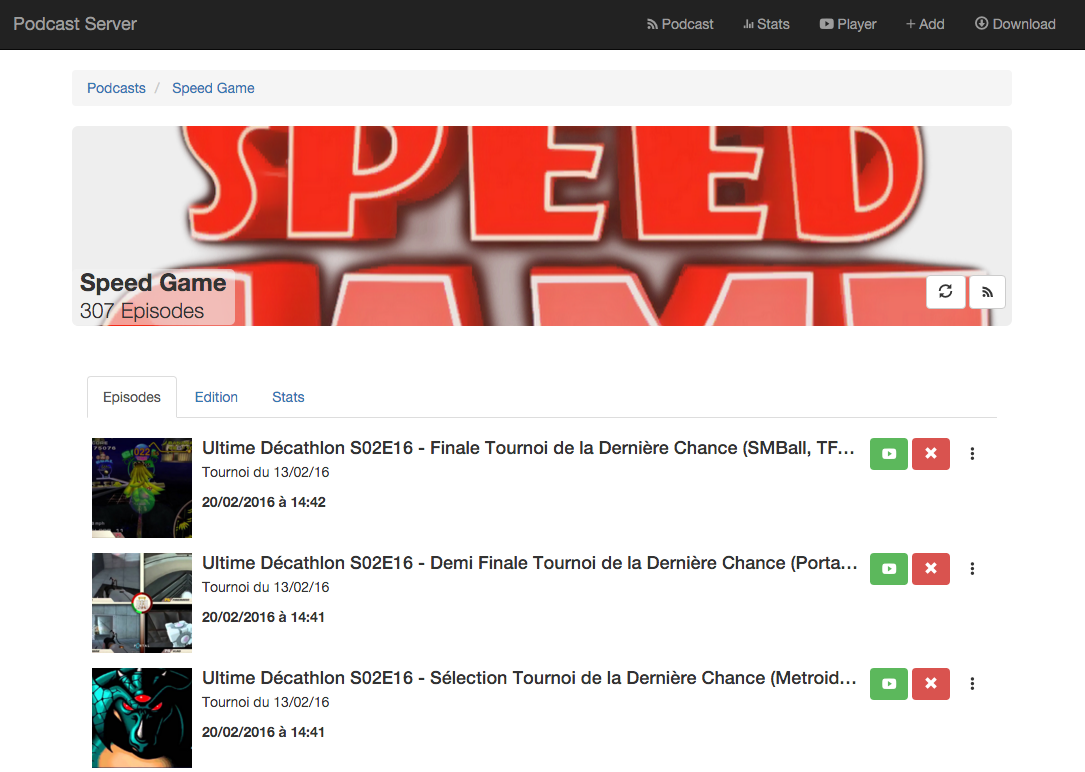 Podcast Server
Podcast
Stats
Player
+ Add
Download
Podcasts / Speed Game
SPEED
GAME
Speed Game
307 Episodes
Episodes
Edition
Stats
Ultime Décathlon S02E16 - Finale Tournoi de la Dernière Chance (SMBall, TF…
Tournoi du 13/02/16
20/02/2016 à 14:42
Ultime Décathlon S02E16 - Demi Finale Tournoi de la Dernière Chance (Porta…
Tournoi du 13/02/16
20/02/2016 à 14:41
Ultime Décathlon S02E16 - Sélection Tournoi de la Dernière Chance (Metroid…
Tournoi du 13/02/16
20/02/2016 à 14:41